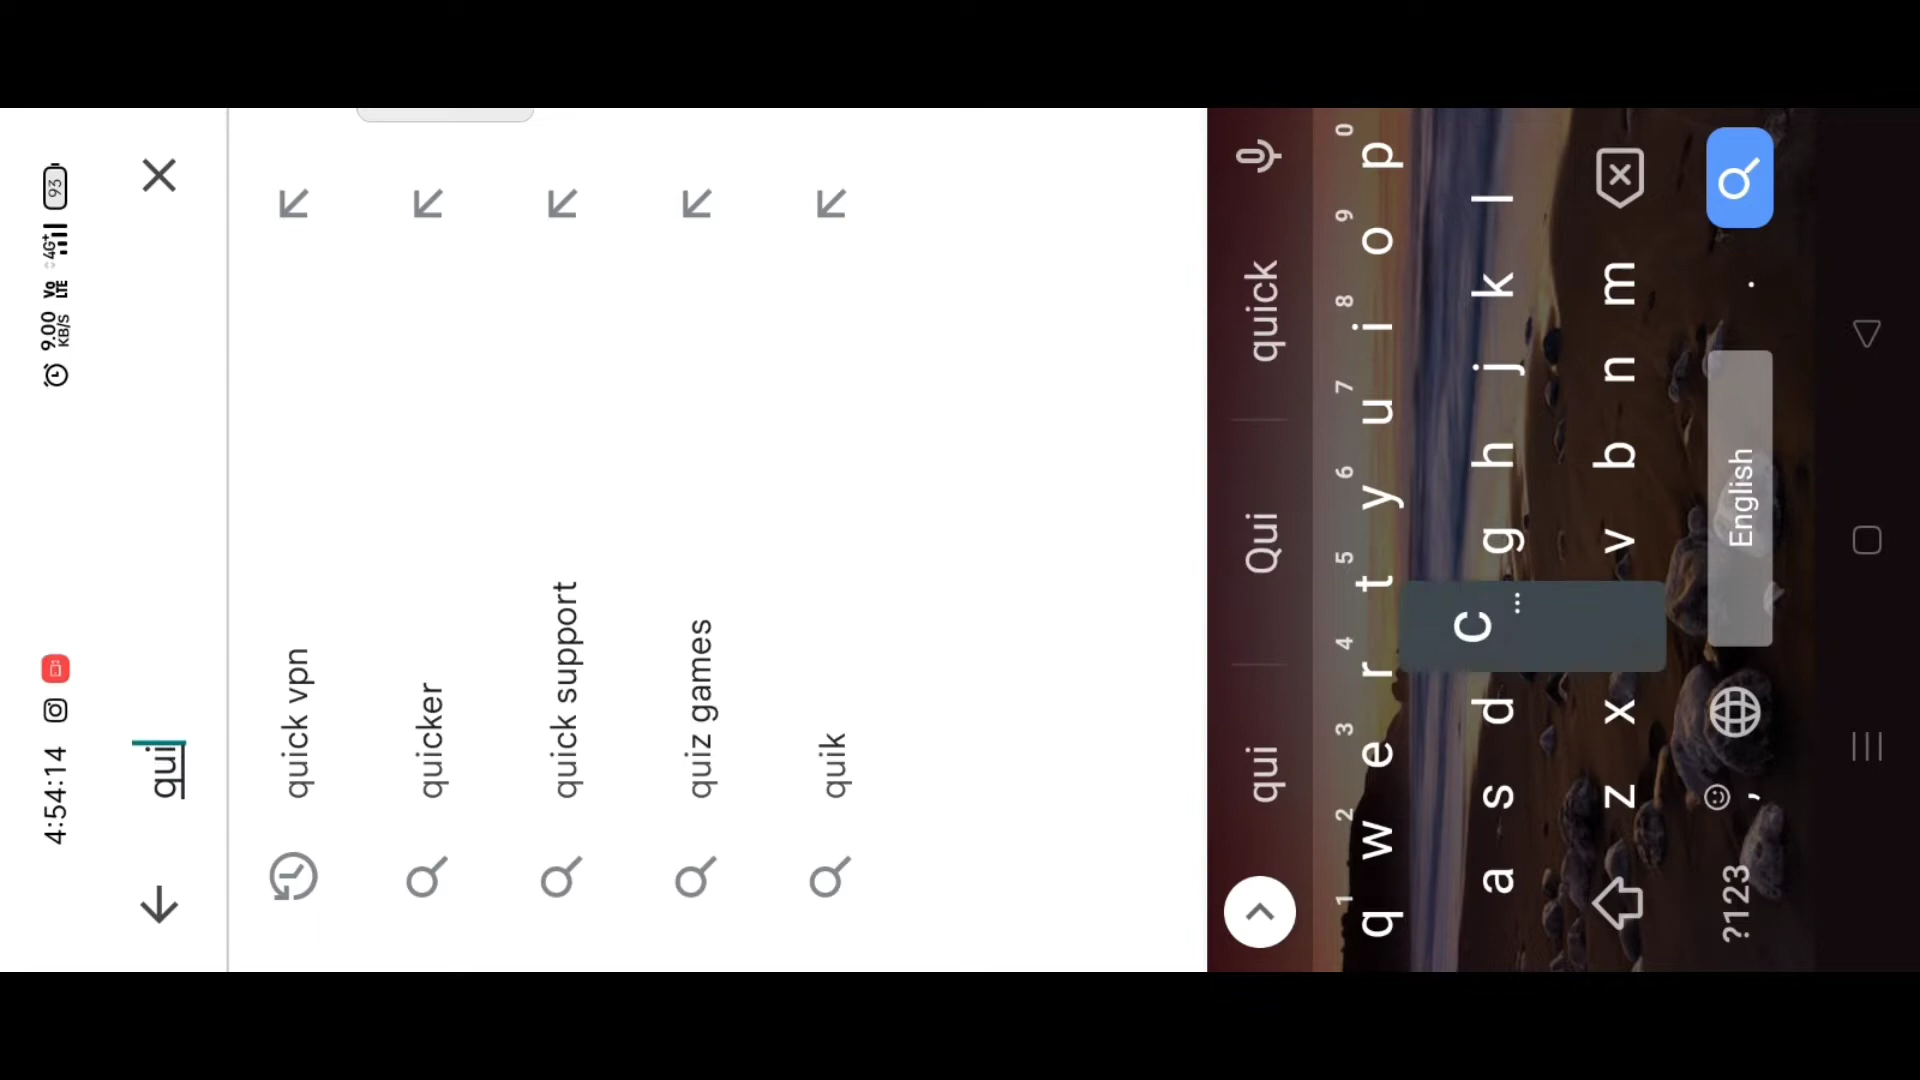 4:54:14 9.00 KB/S Vo LTE 4G+ 93
qui
quick vpn
quicker
quick support
quiz games
quik
qui Qui quick
1 2 3 4 5 6 7 8 9 0
q w e r t y u i o p
a s d g h j k l
c ...
z x v b n m
?123 , English .